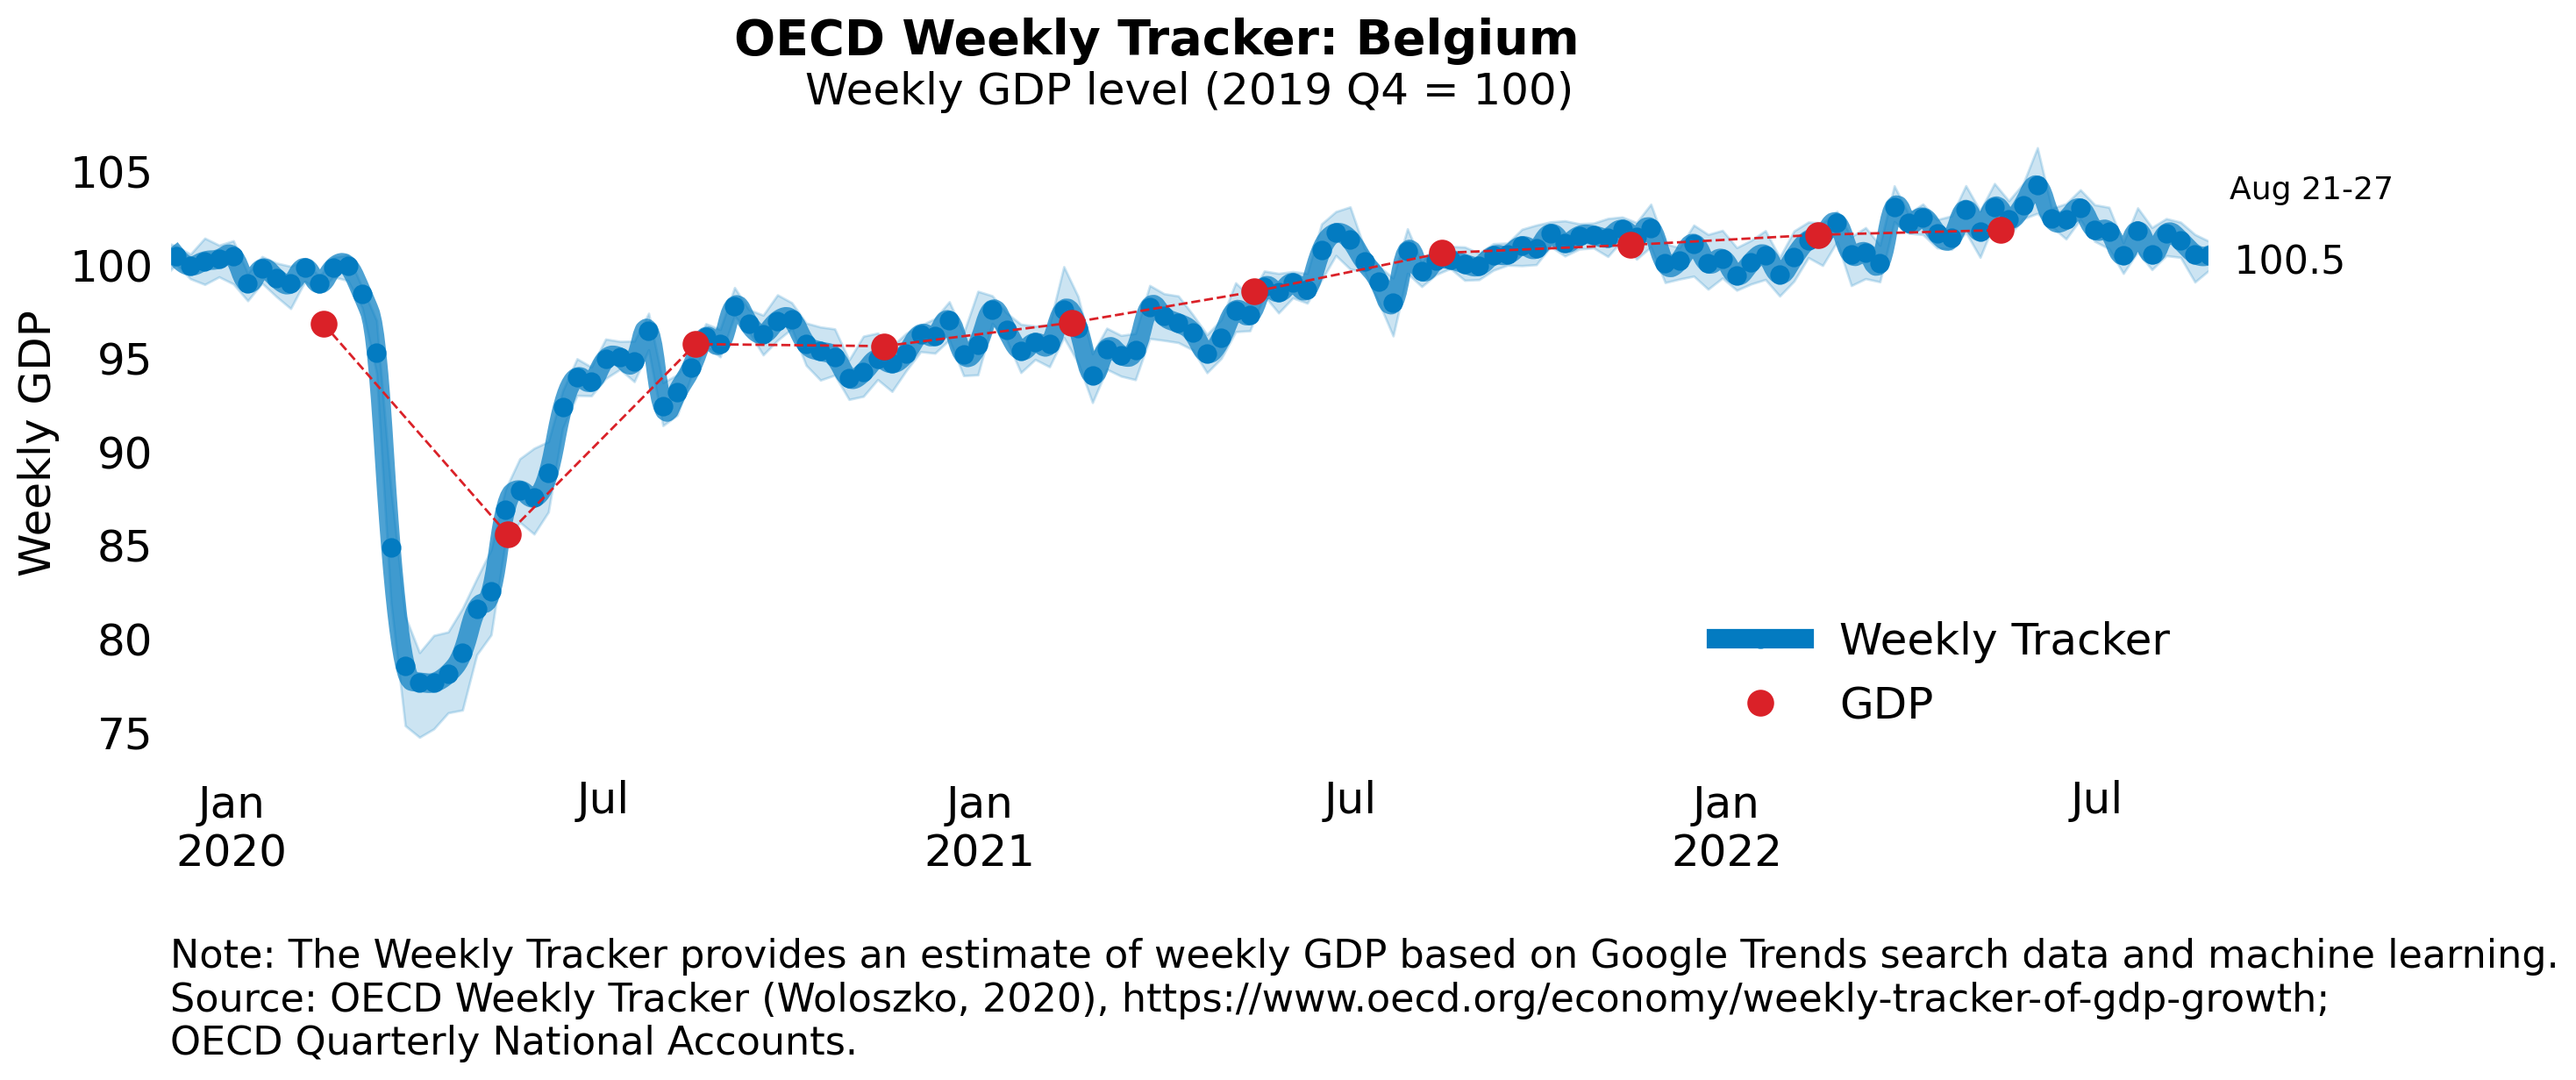 OECD Weekly Tracker: Belgium
Weekly GDP level (2019 Q4 = 100)
Weekly GDP
105
100
95
90
85
80
75
Aug 21-27
100.5
Weekly Tracker
GDP
Jan
2020
Jul
Jan
2021
Jul
Jan
2022
Jul
Note: The Weekly Tracker provides an estimate of weekly GDP based on Google Trends search data and machine learning.
Source: OECD Weekly Tracker (Woloszko, 2020), https://www.oecd.org/economy/weekly-tracker-of-gdp-growth;
OECD Quarterly National Accounts.